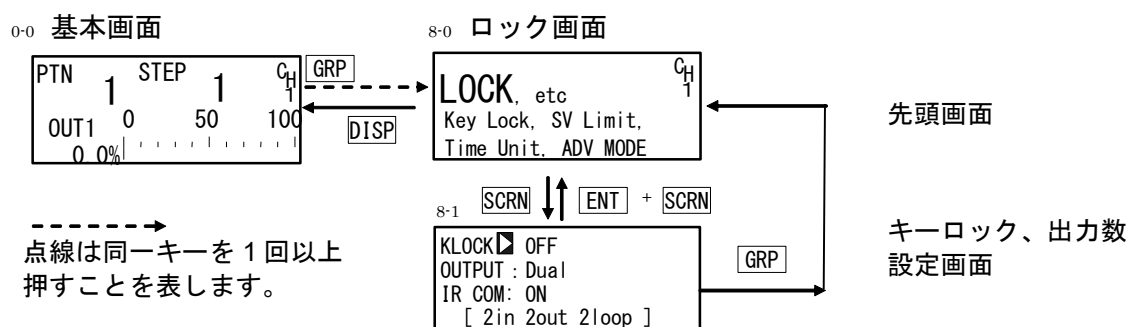 0-0 基本画面
PTN 1 STEP 1 CH 1
OUT1 0 50 100
0.0%
GRP
DISP
8-0 ロック画面
LOCK, etc CH 1
Key Lock, SV Limit,
Time Unit, ADV MODE
先頭画面
SCRN ENT + SCRN
8-1
KLOCK OFF
OUTPUT : Dual
IR COM: ON
[ 2in 2out 2loop ]
GRP
キーロック、出力数
設定画面
点線は同一キーを１回以上
押すことを表します。